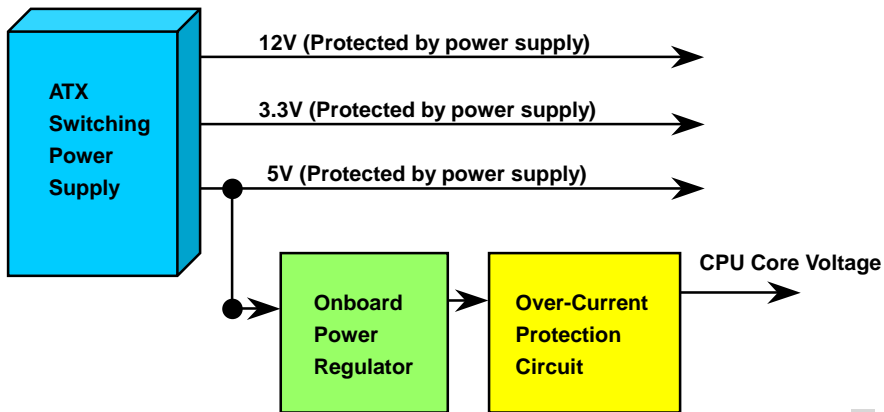 12V (Protected by power supply)
ATX
Switching
Power
Supply
3.3V (Protected by power supply)
5V (Protected by power supply)
CPU Core Voltage
Onboard
Power
Regulator
Over-Current
Protection
Circuit